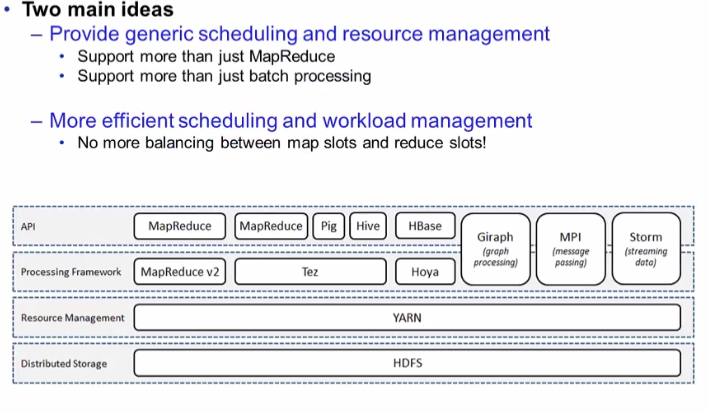 • Two main ideas
– Provide generic scheduling and resource management
• Support more than just MapReduce
• Support more than just batch processing
– More efficient scheduling and workload management
• No more balancing between map slots and reduce slots!
API
MapReduce
MapReduce
Pig
Hive
HBase
Giraph
(graph
processing)
MPI
(message
passing)
Storm
(streaming
data)
Processing Framework
MapReduce v2
Tez
Hoya
Resource Management
YARN
Distributed Storage
HDFS